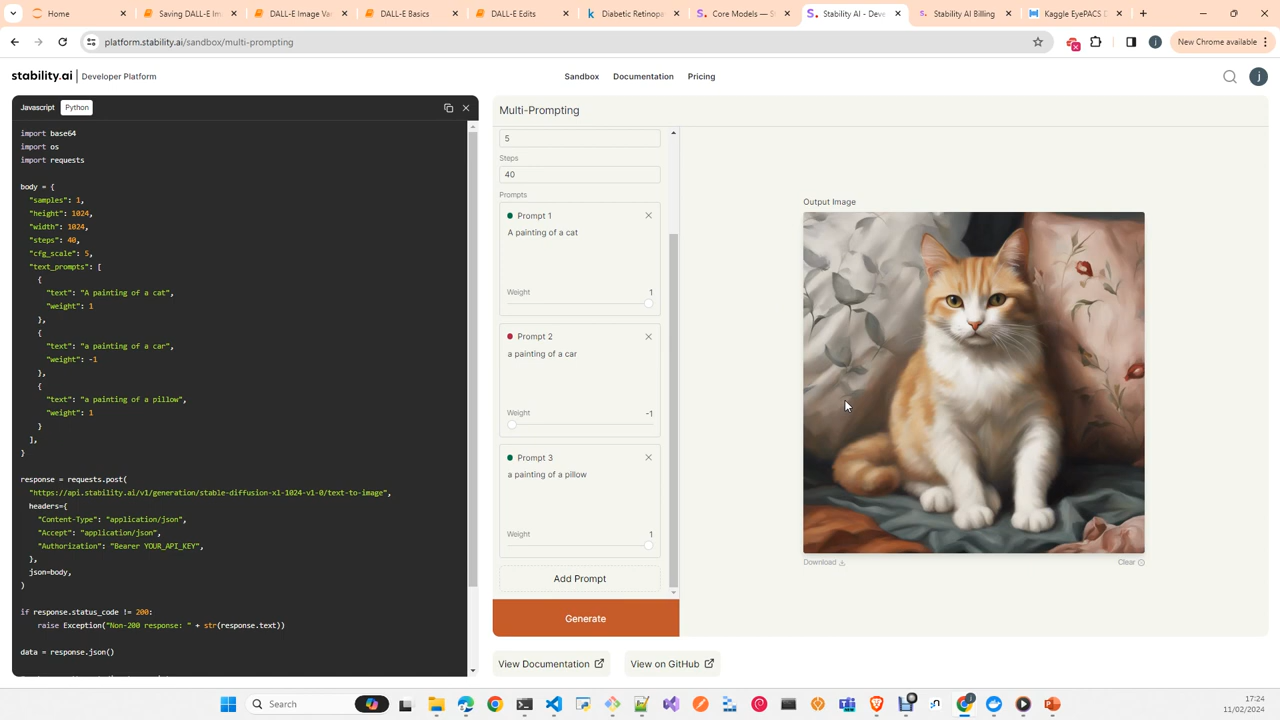 Home
Saving DALL-E Im
DALL-E Image Va
DALL-E Basics
DALL-E Edits
Diabetic Retinop
Core Models — S
Stability AI - Deve
Stability AI Billing
Kaggle EyePACS D
platform.stability.ai/sandbox/multi-prompting
New Chrome available
stability.ai | Developer Platform
Sandbox
Documentation
Pricing
j
Javascript
Python
import base64
import os
import requests
body = {
"samples": 1,
"height": 1024,
"width": 1024,
"steps": 40,
"cfg_scale": 5,
"text_prompts": [
{
"text": "A painting of a cat",
"weight": 1
},
{
"text": "a painting of a car",
"weight": -1
},
{
"text": "a painting of a pillow",
"weight": 1
}
],
}
response = requests.post(
"https://api.stability.ai/v1/generation/stable-diffusion-xl-1024-v1-0/text-to-image",
headers={
"Content-Type": "application/json",
"Accept": "application/json",
"Authorization": "Bearer YOUR_API_KEY",
},
json=body,
)
if response.status_code != 200:
raise Exception("Non-200 response: " + str(response.text))
data = response.json()
Multi-Prompting
5
Steps
40
Prompts
Prompt 1
A painting of a cat
Weight 1
Prompt 2
a painting of a car
Weight -1
Prompt 3
a painting of a pillow
Weight 1
Add Prompt
Generate
Output Image
Download
Clear
View Documentation
View on GitHub
Search
17:24
11/02/2024